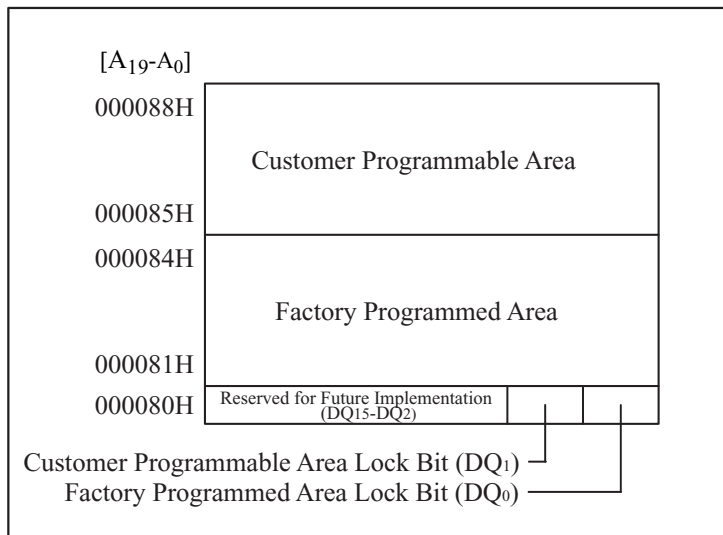 [A19-A0]
000088H
Customer Programmable Area
000085H
000084H
Factory Programmed Area
000081H
000080H
Reserved for Future Implementation
(DQ15-DQ2)
Customer Programmable Area Lock Bit (DQ1)
Factory Programmed Area Lock Bit (DQ0)